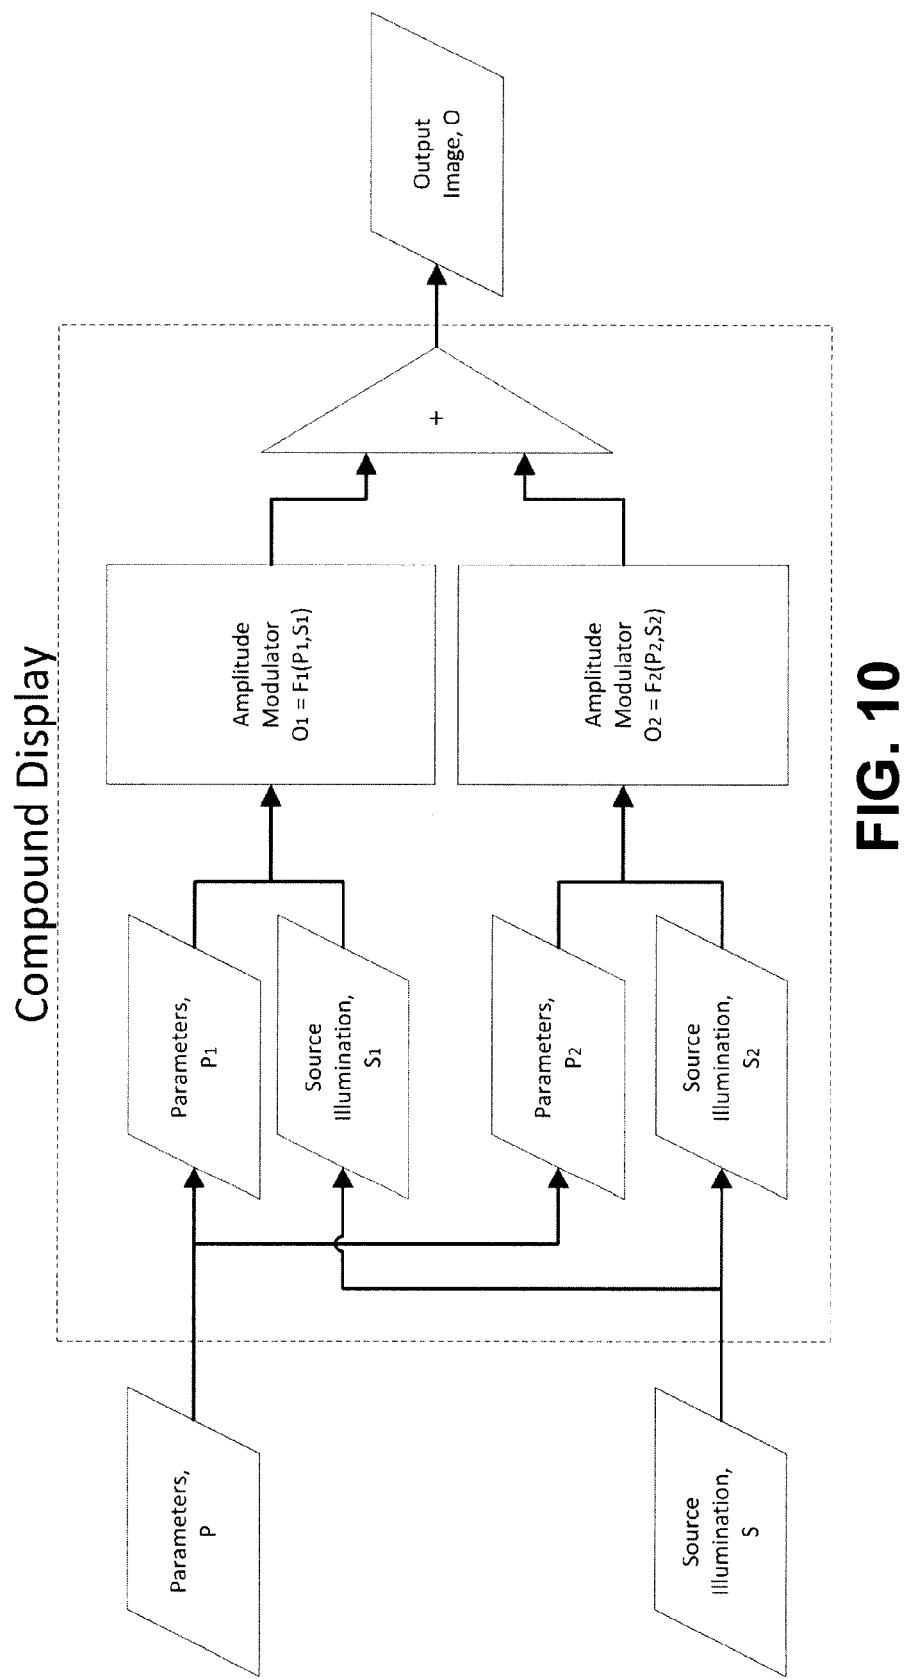 Compound Display
Parameters,
P
Source
Illumination,
S
Parameters,
P1
Source
Illumination,
S1
Parameters,
P2
Source
Illumination,
S2
Amplitude
Modulator
O1 = F1(P1,S1)
Amplitude
Modulator
O2 = F2(P2,S2)
+
Output
Image, O
FIG. 10